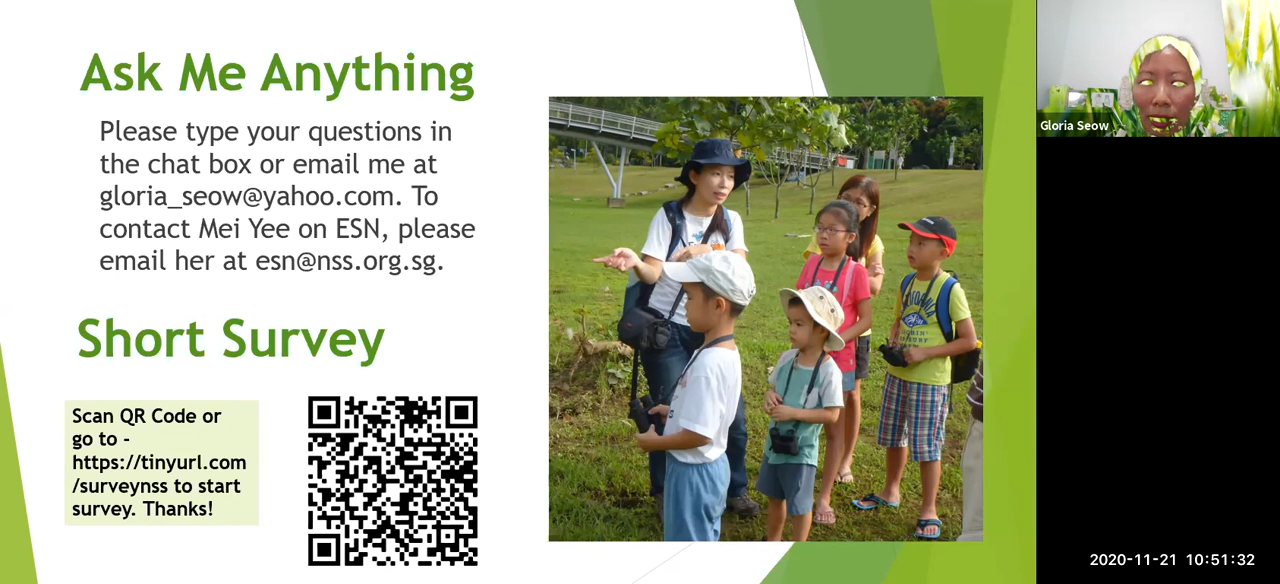 Ask Me Anything
Please type your questions in
the chat box or email me at
gloria_seow@yahoo.com. To
contact Mei Yee on ESN, please
email her at esn@nss.org.sg.
Short Survey
Scan QR Code or
go to -
https://tinyurl.com
/surveynss to start
survey. Thanks!
Gloria Seow
2020-11-21 10:51:32